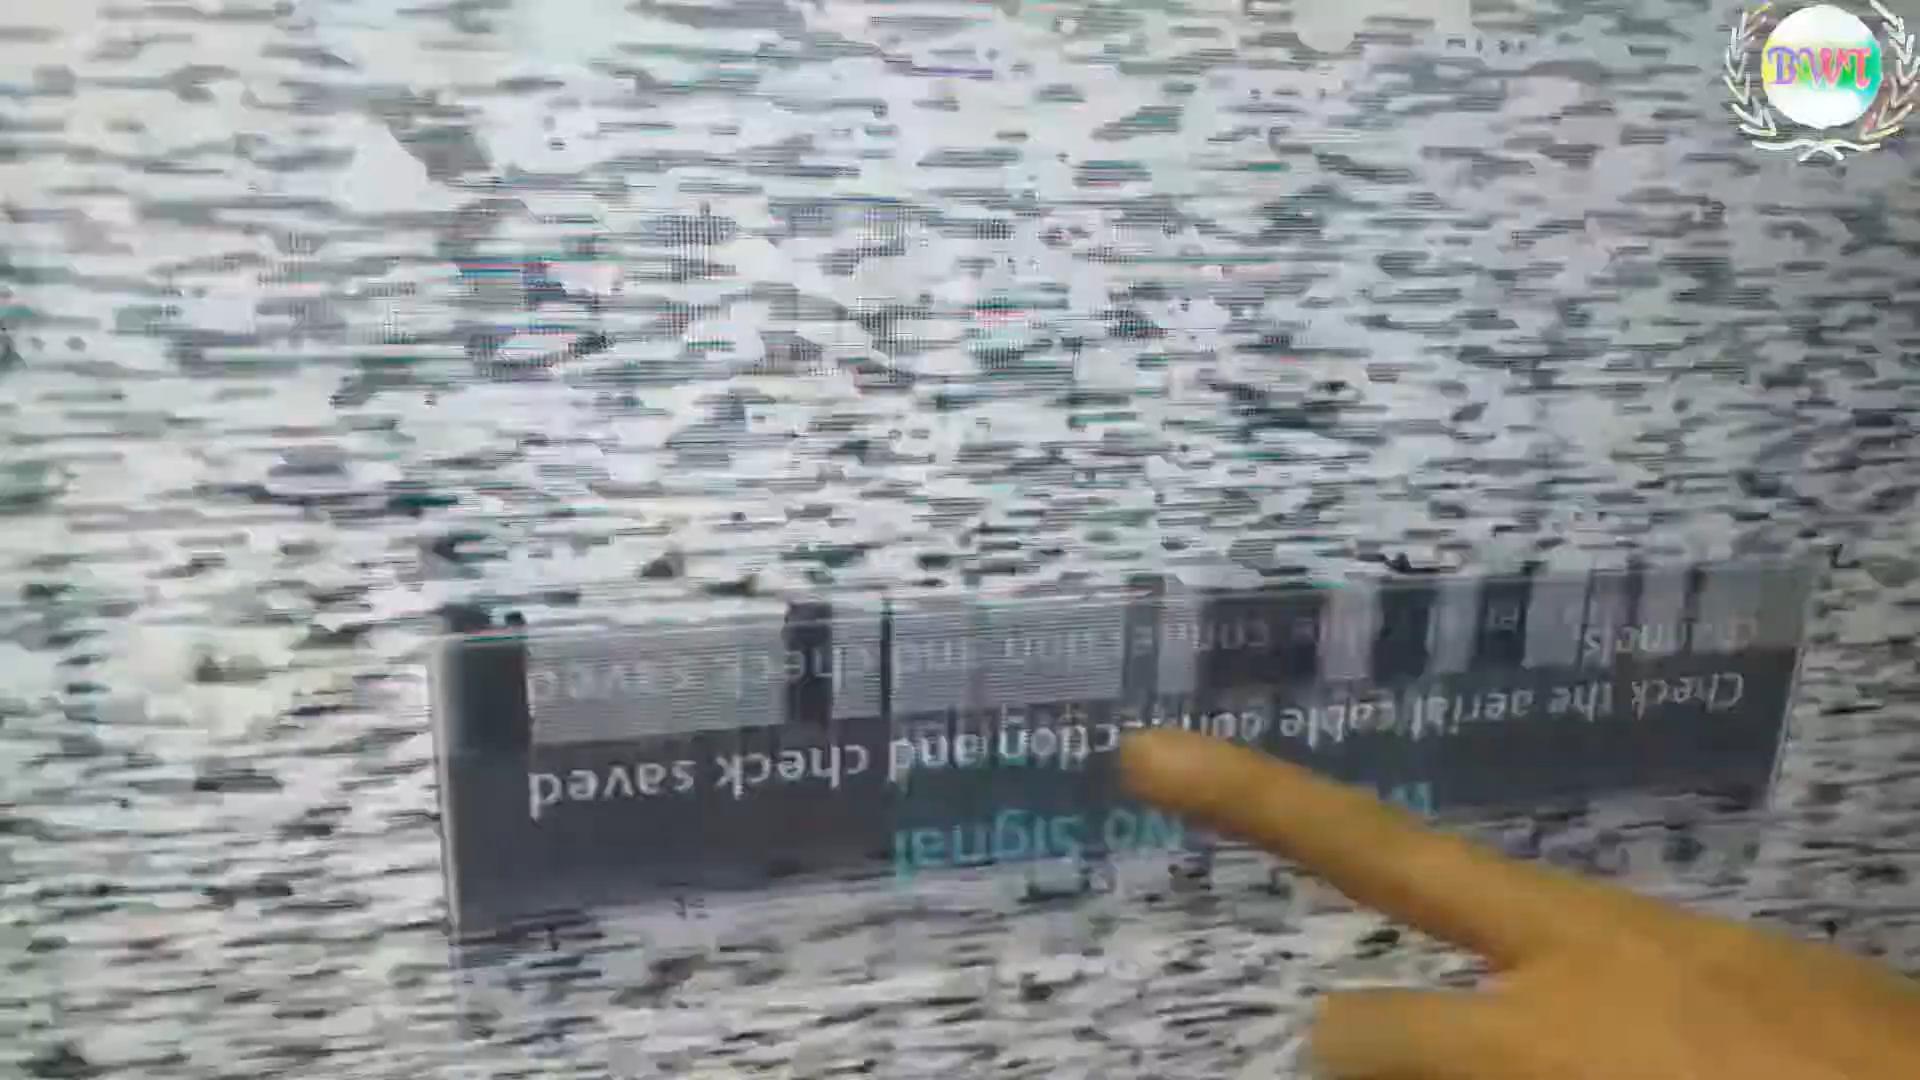 BWT
No Signal
Check the aerial cable connection and check saved
channels